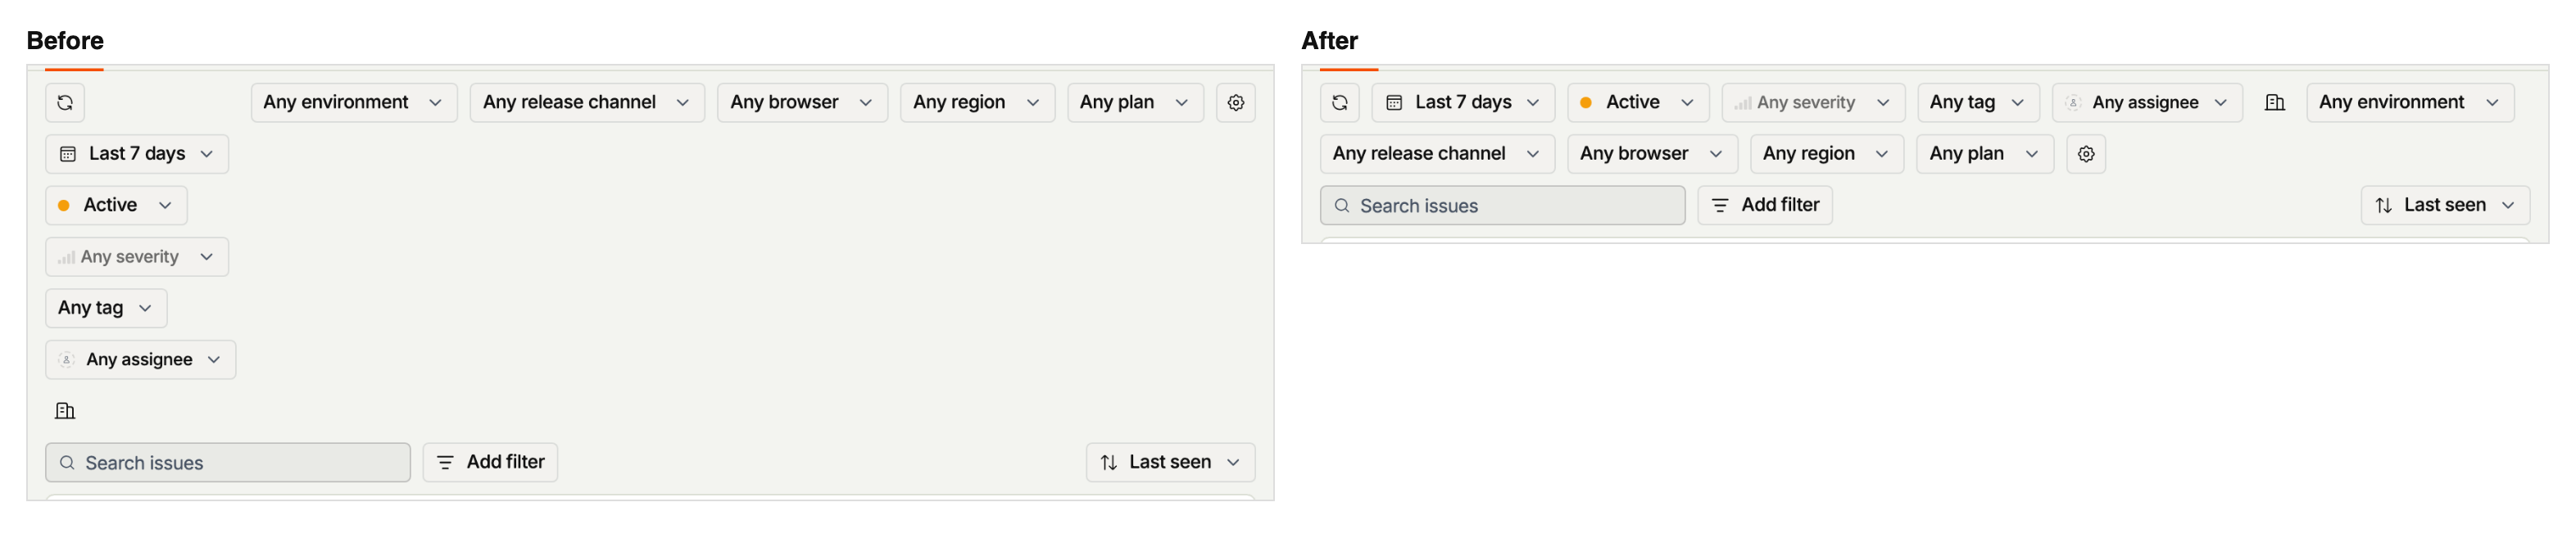 Before
Any environment Any release channel Any browser Any region Any plan
Last 7 days
Active
Any severity
Any tag
Any assignee
Search issues Add filter Last seen
After
Last 7 days Active Any severity Any tag Any assignee Any environment
Any release channel Any browser Any region Any plan
Search issues Add filter Last seen